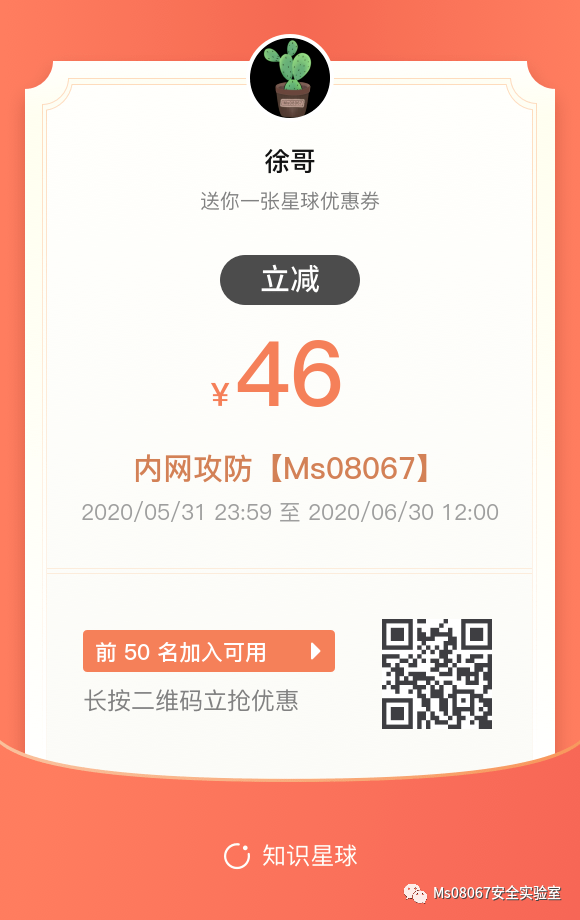 徐哥
送你一张星球优惠券
立减
¥46
内网攻防【Ms08067】
2020/05/31 23:59 至 2020/06/30 12:00
前 50 名加入可用
长按二维码立抢优惠
知识星球
Ms08067安全实验室